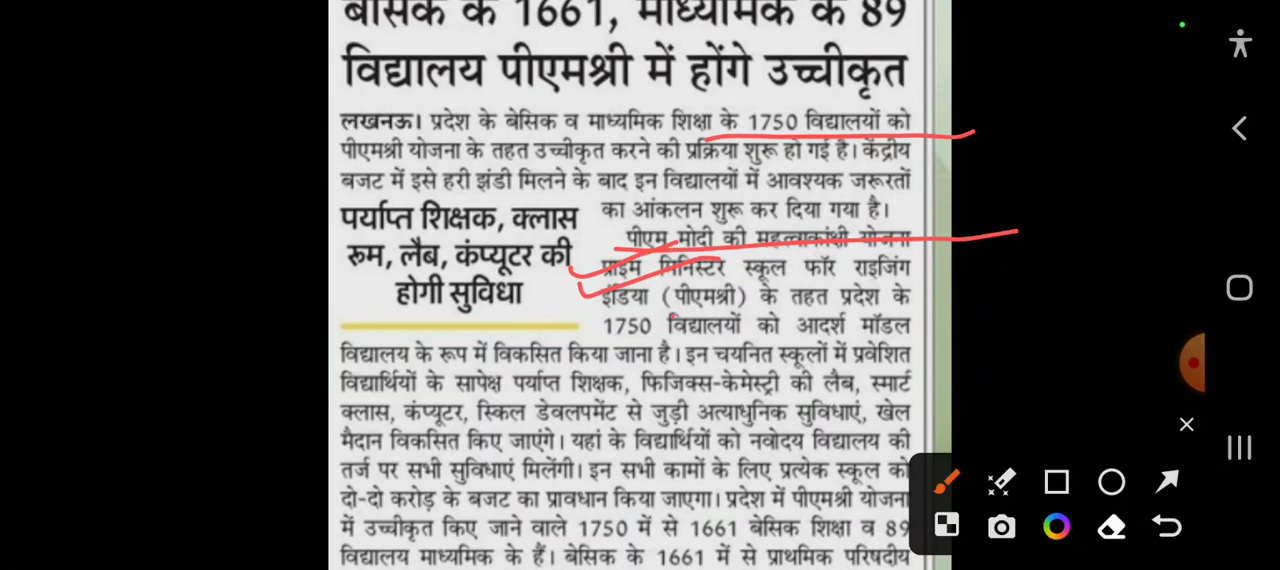 बेसिक के 1661, माध्यमिक के 89
विद्यालय पीएमश्री में होंगे उच्चीकृत
लखनऊ। प्रदेश के बेसिक व माध्यमिक शिक्षा के 1750 विद्यालयों को
पीएमश्री योजना के तहत उच्चीकृत करने की प्रक्रिया शुरू हो गई है। केंद्रीय
बजट में इसे हरी झंडी मिलने के बाद इन विद्यालयों में आवश्यक जरूरतों
का आंकलन शुरू कर दिया गया है।
पर्याप्त शिक्षक, क्लास
रूम, लैब, कंप्यूटर की
होगी सुविधा
पीएम मोदी की महत्वाकांक्षी योजना
प्राइम मिनिस्टर स्कूल फॉर राइजिंग
इंडिया (पीएमश्री) के तहत प्रदेश के
1750 विद्यालयों को आदर्श मॉडल
विद्यालय के रूप में विकसित किया जाना है। इन चयनित स्कूलों में प्रवेशित
विद्यार्थियों के सापेक्ष पर्याप्त शिक्षक, फिजिक्स-केमेस्ट्री की लैब, स्मार्ट
क्लास, कंप्यूटर, स्किल डेवलपमेंट से जुड़ी अत्याधुनिक सुविधाएं, खेल
मैदान विकसित किए जाएंगे। यहां के विद्यार्थियों को नवोदय विद्यालय की
तर्ज पर सभी सुविधाएं मिलेंगी। इन सभी कामों के लिए प्रत्येक स्कूल को
दो-दो करोड़ के बजट का प्रावधान किया जाएगा। प्रदेश में पीएमश्री योजना
में उच्चीकृत किए जाने वाले 1750 में से 1661 बेसिक शिक्षा व 89
विद्यालय माध्यमिक के हैं। बेसिक के 1661 में से प्राथमिक परिषदीय